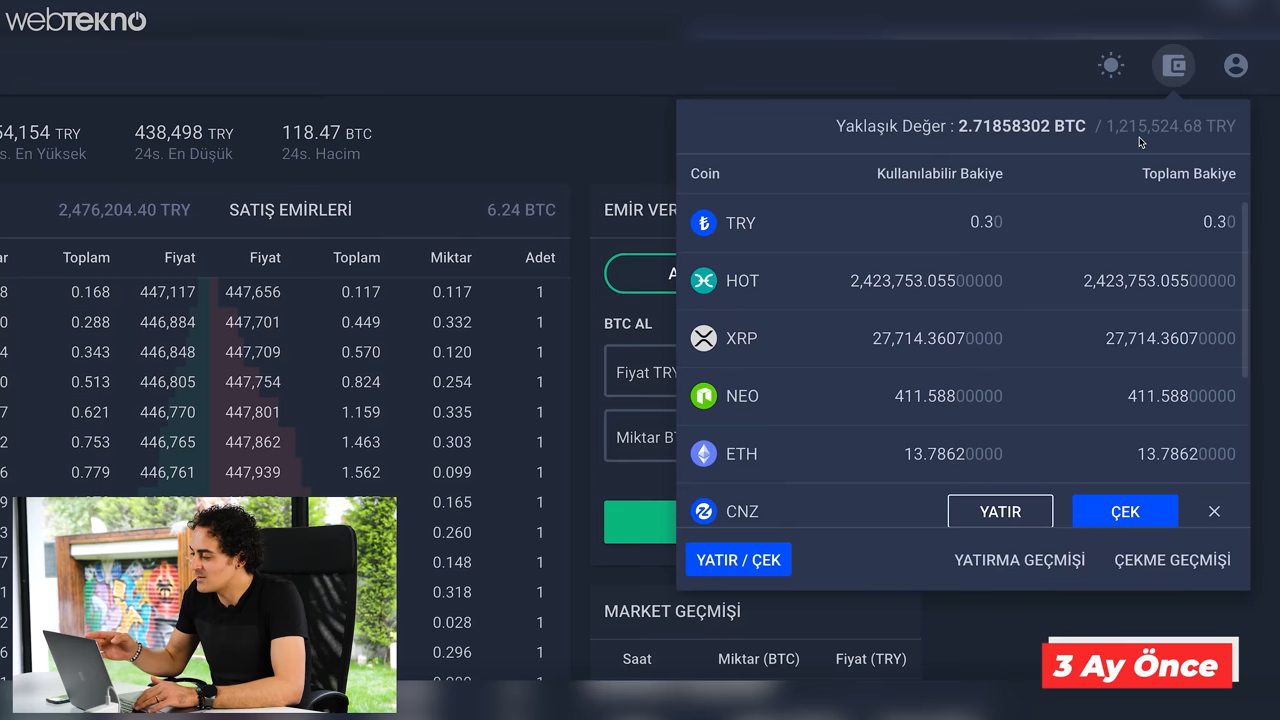 webtekno
54,154 TRY 438,498 TRY 118.47 BTC
s. En Yüksek 24s. En Düşük 24s. Hacim
Yaklaşık Değer : 2.71858302 BTC / 1,215,524.68 TRY
Coin Kullanılabilir Bakiye Toplam Bakiye
TRY 0.30 0.30
HOT 2,423,753.05500000 2,423,753.05500000
XRP 27,714.36070000 27,714.36070000
NEO 411.58800000 411.58800000
ETH 13.78620000 13.78620000
CNZ YATIR ÇEK
YATIR / ÇEK YATIRMA GEÇMİŞİ ÇEKME GEÇMİŞİ
2,476,204.40 TRY SATIŞ EMİRLERİ 6.24 BTC
ar Toplam Fiyat Fiyat Toplam Miktar Adet
8 0.168 447,117 447,656 0.117 0.117 1
0 0.288 446,884 447,701 0.449 0.332 1
4 0.343 446,848 447,709 0.570 0.120 1
0 0.513 446,805 447,754 0.824 0.254 1
7 0.621 446,770 447,801 1.159 0.335 1
2 0.753 446,765 447,862 1.463 0.303 1
6 0.779 446,761 447,939 1.562 0.099 1
0.165 1
0.260 1
0.148 1
0.318 1
0.028 1
0.296 1
EMİR VER
A
BTC AL
Fiyat TRY
Miktar BT
MARKET GEÇMİŞİ
Saat Miktar (BTC) Fiyat (TRY)
3 Ay Önce